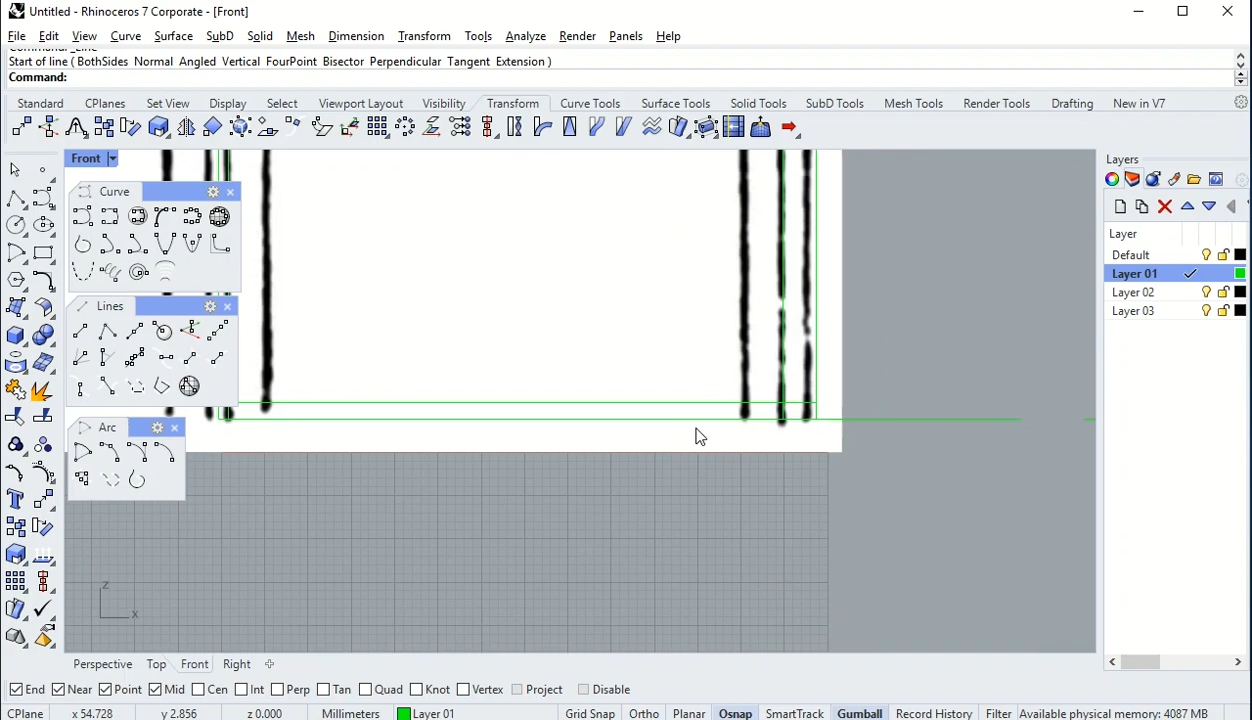 Untitled - Rhinoceros 7 Corporate - [Front]
File Edit View Curve Surface SubD Solid Mesh Dimension Transform Tools Analyze Render Panels Help
Start of line ( BothSides Normal Angled Vertical FourPoint Bisector Perpendicular Tangent Extension )
Command:
Standard CPlanes Set View Display Select Viewport Layout Visibility Transform Curve Tools Surface Tools Solid Tools SubD Tools Mesh Tools Render Tools Drafting New in V7
Front
Layers
Curve
Layer
Default
Layer 01
Layer 02
Layer 03
Lines
Arc
z
x
Perspective Top Front Right
End Near Point Mid Cen Int Perp Tan Quad Knot Vertex Project Disable
CPlane x 54.728 y 2.856 z 0.000 Millimeters Layer 01 Grid Snap Ortho Planar Osnap SmartTrack Gumball Record History Filter Available physical memory: 4087 MB